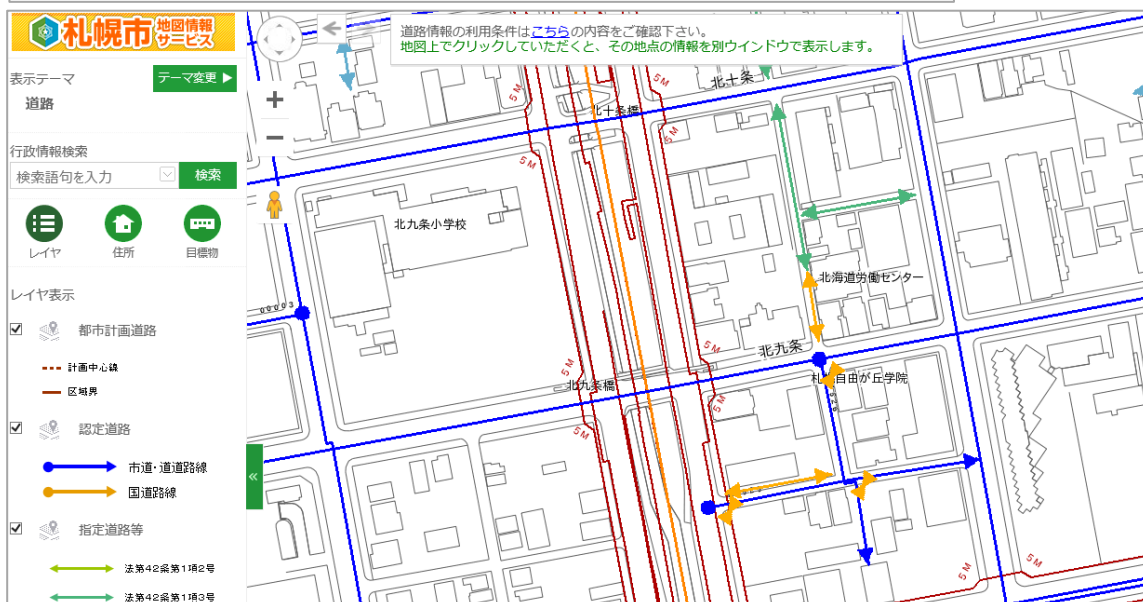 札幌市 地図情報サービス
道路情報の利用条件はこちらの内容をご確認下さい。
地図上でクリックしていただくと、その地点の情報を別ウインドウで表示します。
表示テーマ
テーマ変更 ▶
道路
行政情報検索
検索語句を入力
検索
レイヤ
住所
目標物
レイヤ表示
都市計画道路
計画中心線
区域界
認定道路
市道・道道路線
国道路線
指定道路等
法第42条第1項2号
法第42条第1項3号
+
−
«
北十条
北十条橋
5M
5M
5M
5M
北九条小学校
北海道労働センター
00003
北九条
5M
5M
北九条橋
札幌自由が丘学院
5M
5M
5M
5M